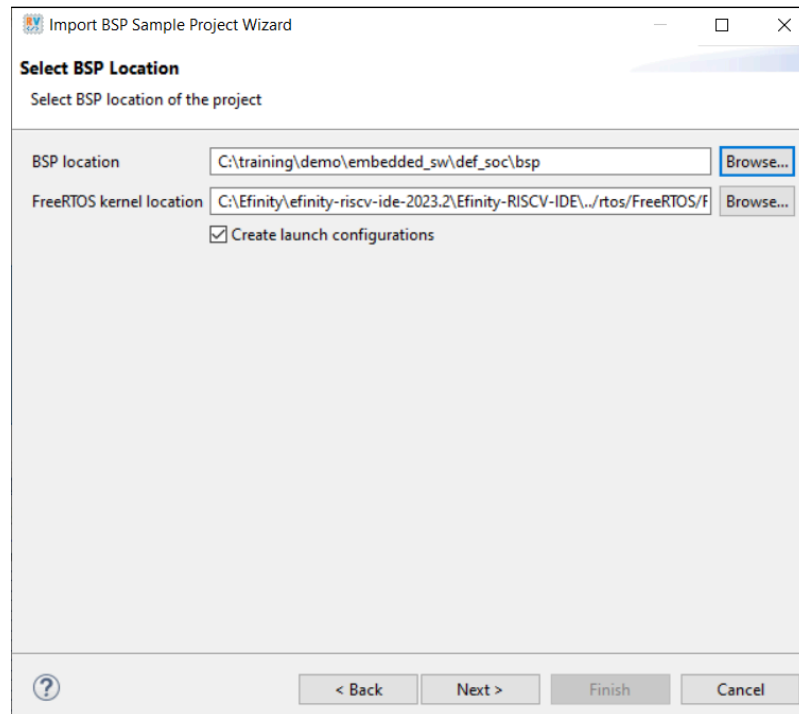 Import BSP Sample Project Wizard
Select BSP Location
Select BSP location of the project
BSP location C:\training\demo\embedded_sw\def_soc\bsp Browse...
FreeRTOS kernel location C:\Efinity\efinity-riscv-ide-2023.2\Efinity-RISCV-IDE\../rtos/FreeRTOS/F Browse...
Create launch configurations
? < Back Next > Finish Cancel